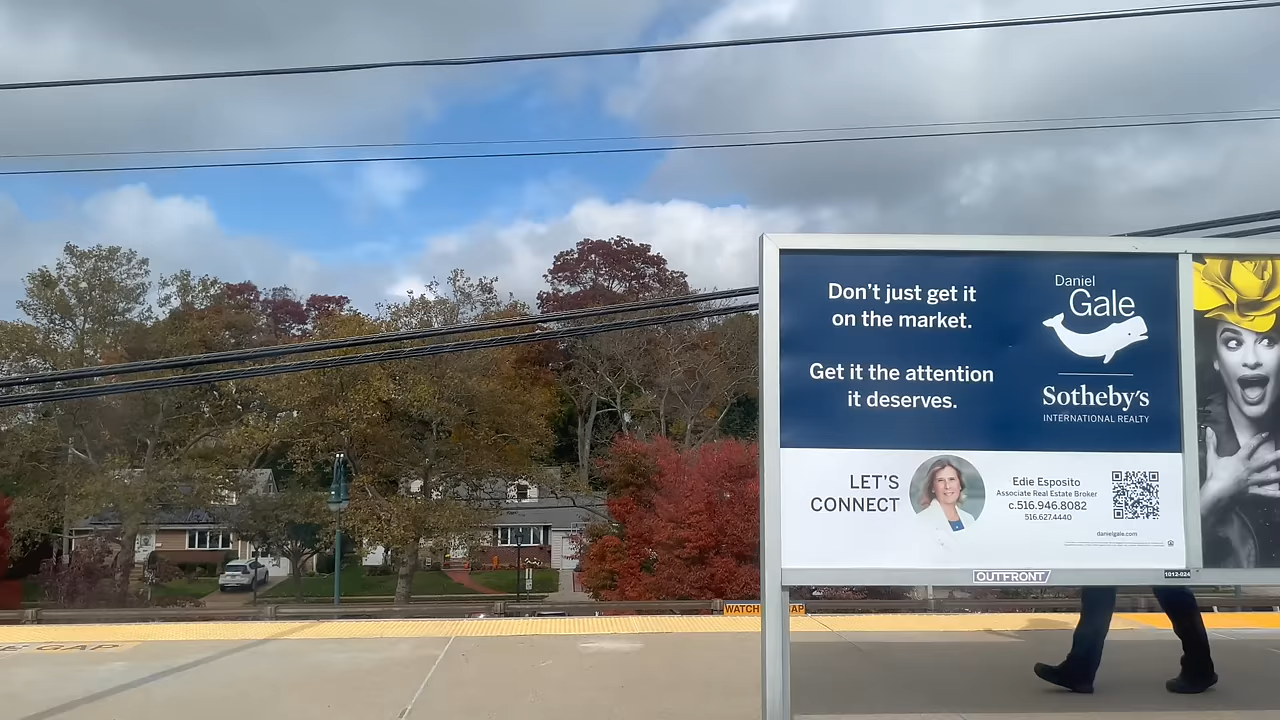 Don't just get it
on the market.
Get it the attention
it deserves.
Daniel
Gale
Sotheby's
INTERNATIONAL REALTY
LET'S
CONNECT
Edie Esposito
Associate Real Estate Broker
c.516.946.8082
516.627.4440
danielgale.com
OUTFRONT
1012-024
WATCH
AP
E GAP